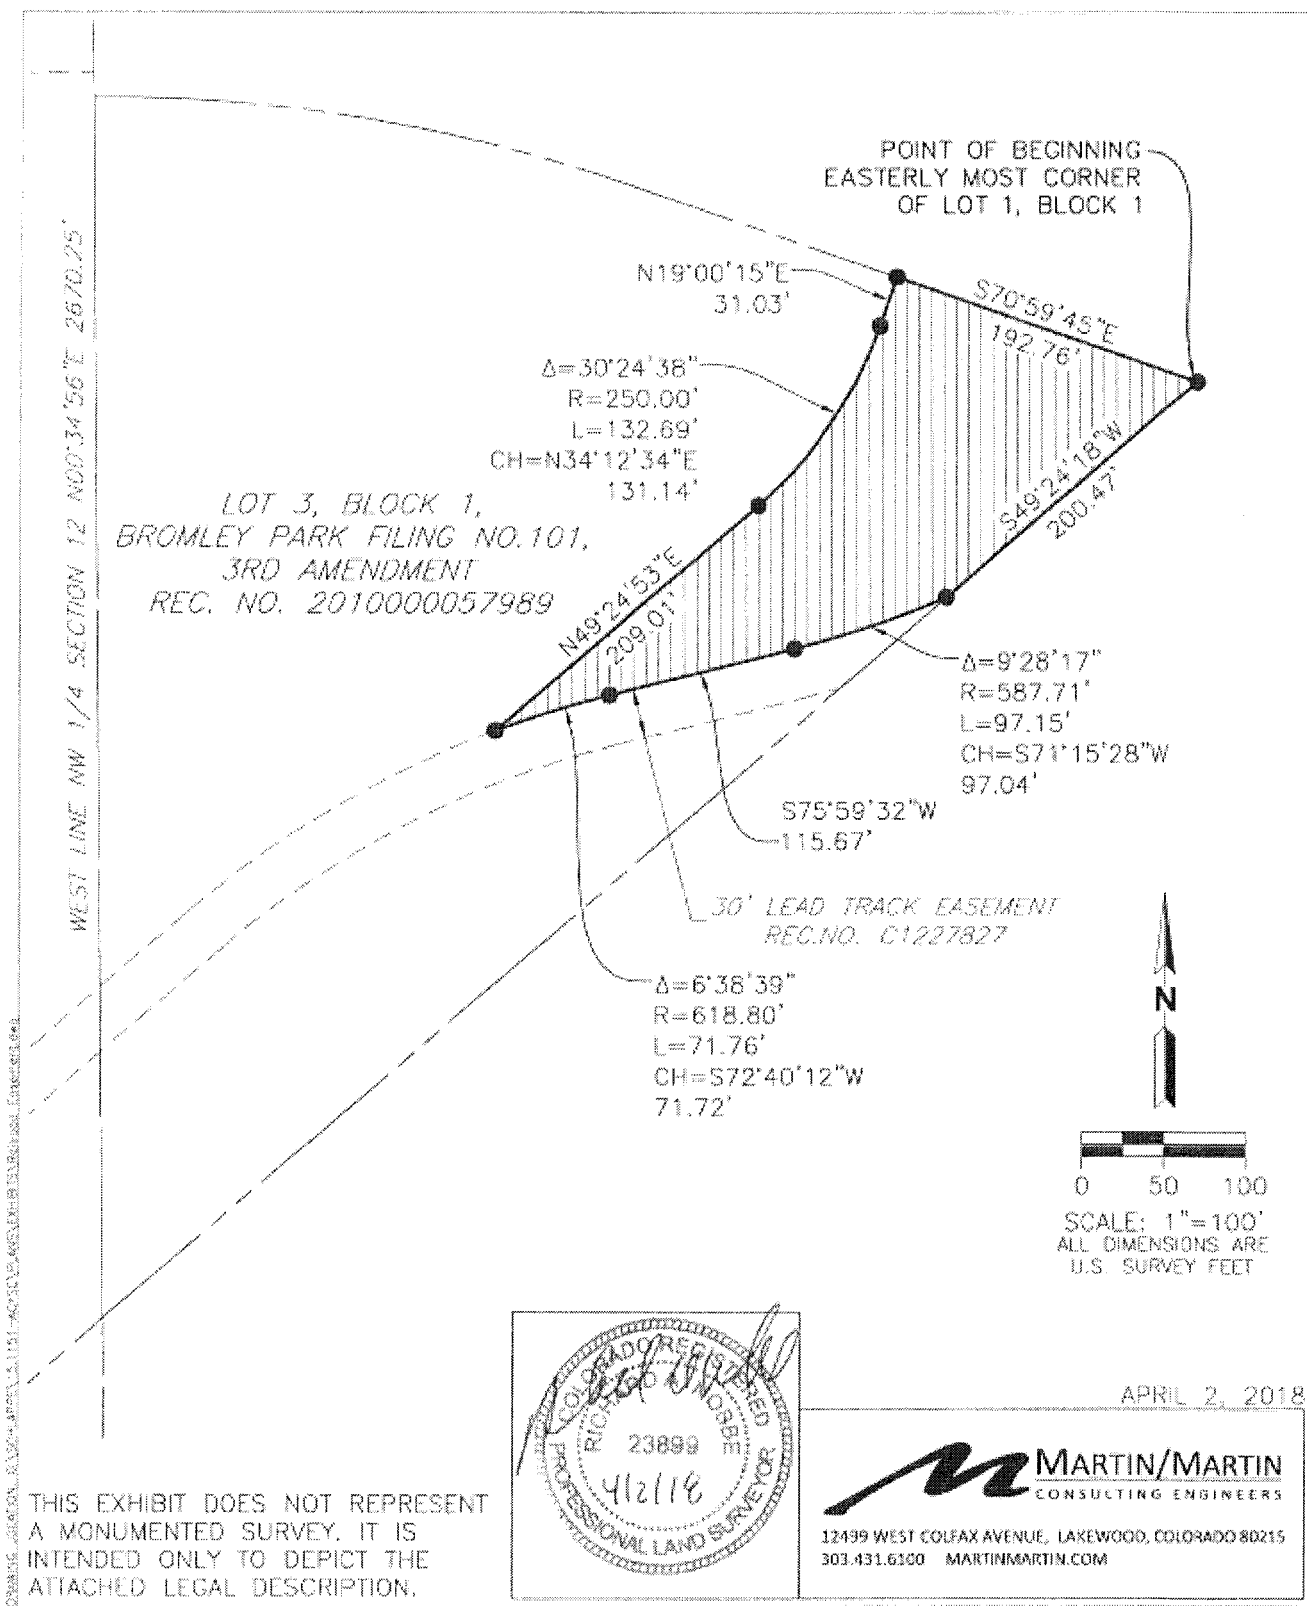 POINT OF BEGINNING
EASTERLY MOST CORNER
OF LOT 1, BLOCK 1
N19°00'15"E
31.03'
S70°59'45"E
192.76'
Δ=30°24'38"
R=250.00'
L=132.69'
CH=N34°12'34"E
131.14'
WEST LINE NW 1/4 SECTION 12 N00°34'56"E 2670.25'
LOT 3, BLOCK 1,
BROMLEY PARK FILING NO.101,
3RD AMENDMENT
REC. NO. 2010000057989
S49°24'18"W
200.47'
N49°24'53"E
209.01'
Δ=9°28'17"
R=587.71'
L=97.15'
CH=S71°15'28"W
97.04'
S75°59'32"W
115.67'
30' LEAD TRACK EASEMENT
REC.NO. C1227827
Δ=6°38'39"
R=618.80'
L=71.76'
CH=S72°40'12"W
71.72'
N
0 50 100
SCALE: 1"=100'
ALL DIMENSIONS ARE
U.S. SURVEY FEET
COLORADO REGISTERED
RICHARD A. NOBBE
23899
4/2/18
PROFESSIONAL LAND SURVEYOR
APRIL 2, 2018
MARTIN/MARTIN
CONSULTING ENGINEERS
12499 WEST COLFAX AVENUE, LAKEWOOD, COLORADO 80215
303.431.6100 MARTINMARTIN.COM
THIS EXHIBIT DOES NOT REPRESENT
A MONUMENTED SURVEY. IT IS
INTENDED ONLY TO DEPICT THE
ATTACHED LEGAL DESCRIPTION.